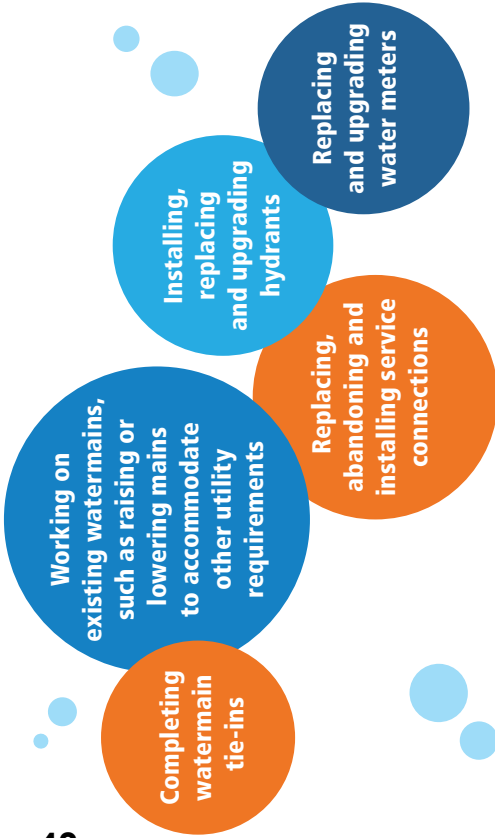 Completing
watermain
tie-ins
Working on
existing watermains,
such as raising or
lowering mains
to accommodate
other utility
requirements
Replacing,
abandoning and
installing service
connections
Installing,
replacing
and upgrading
hydrants
Replacing
and upgrading
water meters